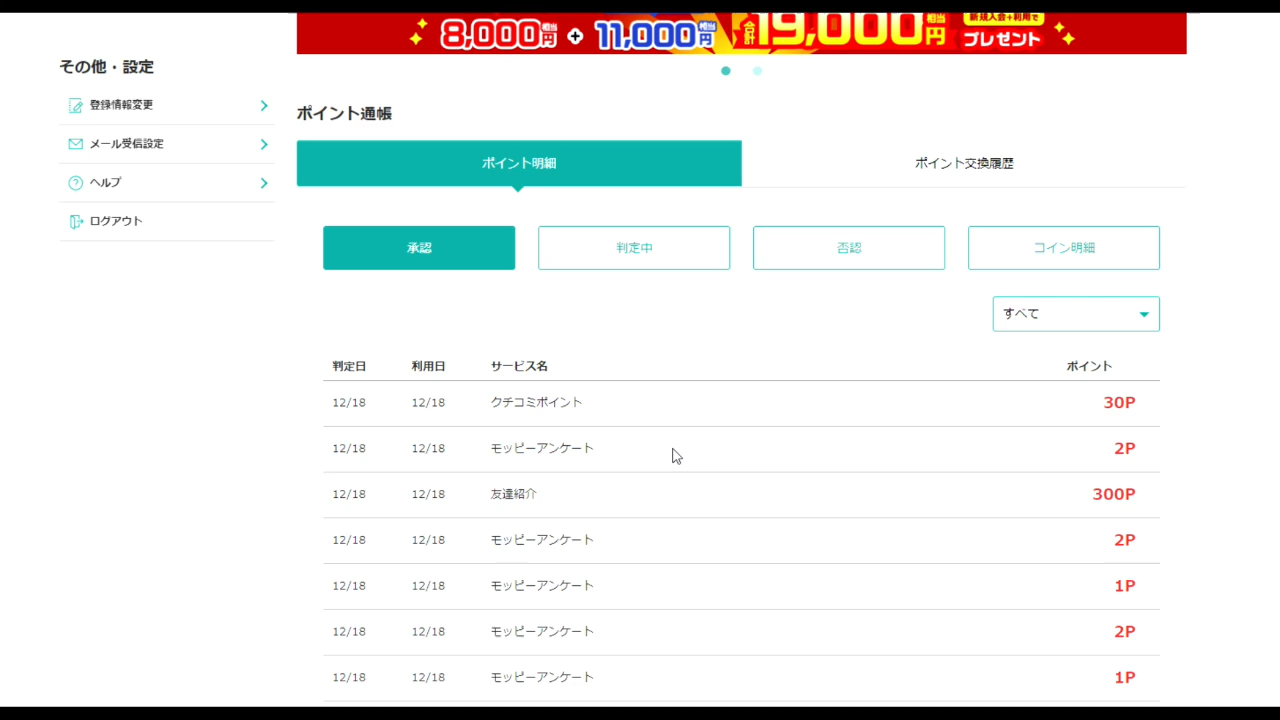 8,000円相当 + 11,000円相当 合計19,000円相当 新規入会+利用で プレゼント
その他・設定
登録情報変更
メール受信設定
ヘルプ
ログアウト
ポイント通帳
ポイント明細 ポイント交換履歴
承認 判定中 否認 コイン明細
すべて
判定日 利用日 サービス名 ポイント
12/18 12/18 クチコミポイント 30P
12/18 12/18 モッピーアンケート 2P
12/18 12/18 友達紹介 300P
12/18 12/18 モッピーアンケート 2P
12/18 12/18 モッピーアンケート 1P
12/18 12/18 モッピーアンケート 2P
12/18 12/18 モッピーアンケート 1P